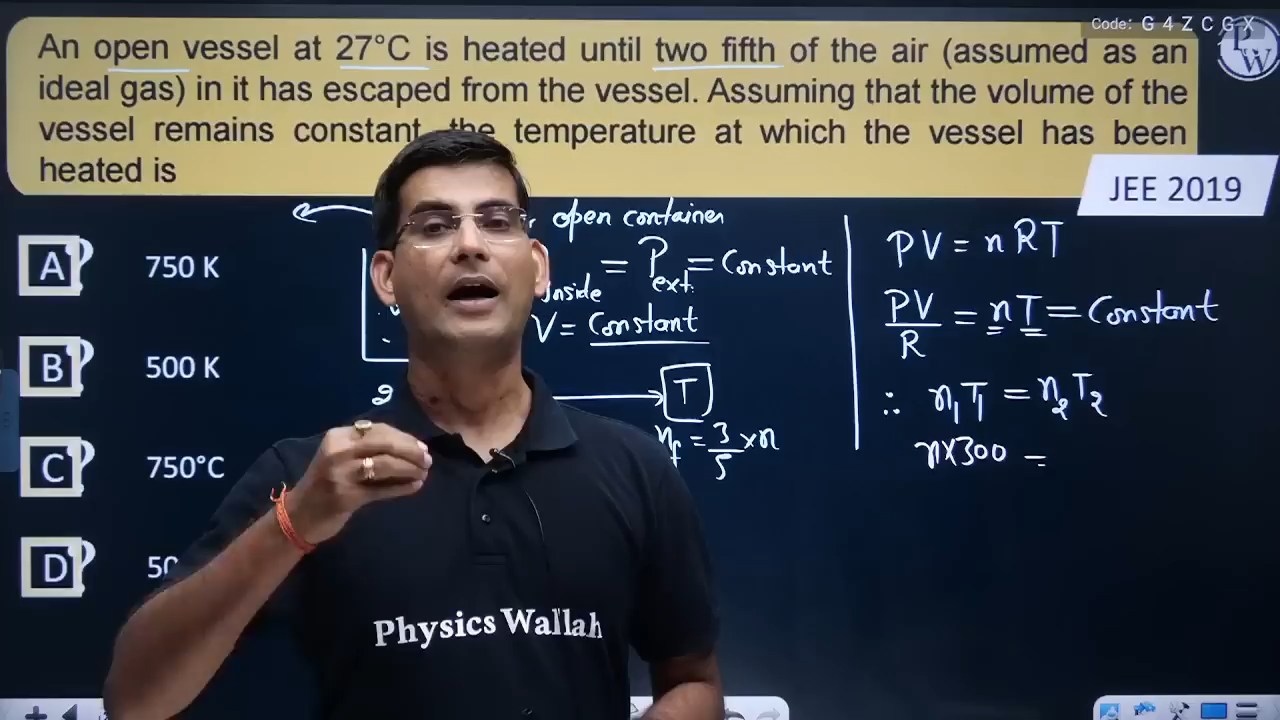 Code: G 4 Z C G X
An open vessel at 27°C is heated until two fifth of the air (assumed as an
ideal gas) in it has escaped from the vessel. Assuming that the volume of the
vessel remains constant, the temperature at which the vessel has been
heated is
JEE 2019
PW
A 750 K
B 500 K
C 750°C
D 50
open container
= Pext. = Constant
inside
V = Constant
T
nf = 3/5 × n
PV = nRT
PV/R = nT = Constant
∴ n₁T₁ = n₂T₂
n×300 =
Physics Wallah